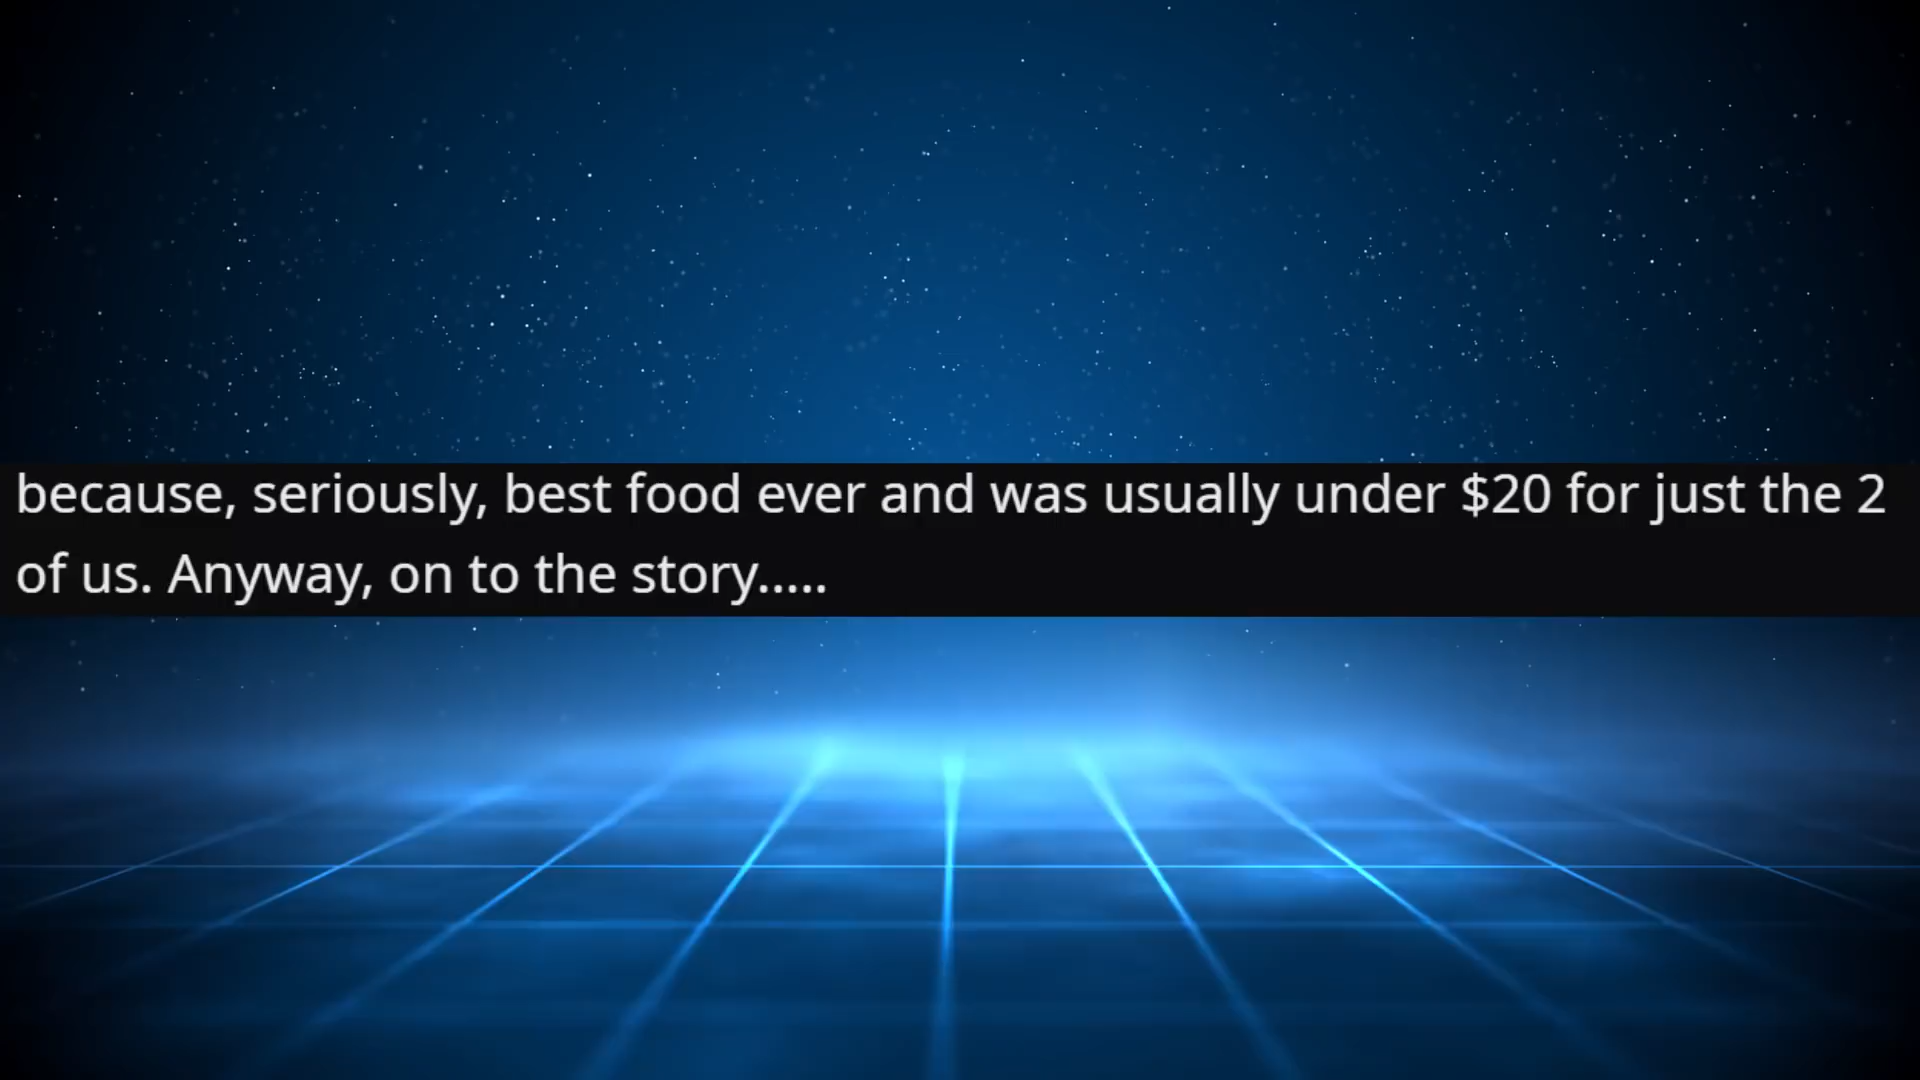 because, seriously, best food ever and was usually under $20 for just the 2
of us. Anyway, on to the story.....